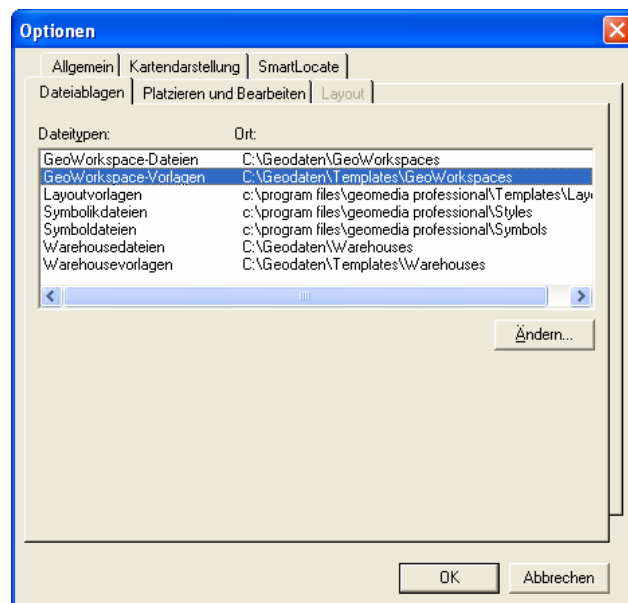 Optionen
Allgemein Kartendarstellung SmartLocate
Dateiablagen Platzieren und Bearbeiten Layout
Dateitypen: Ort:
GeoWorkspace-Dateien C:\Geodaten\GeoWorkspaces
GeoWorkspace-Vorlagen C:\Geodaten\Templates\GeoWorkspaces
Layoutvorlagen c:\program files\geomedia professional\Templates\Layo
Symbolikdateien c:\program files\geomedia professional\Styles
Symboldateien c:\program files\geomedia professional\Symbols
Warehousedateien C:\Geodaten\Warehouses
Warehousevorlagen C:\Geodaten\Templates\Warehouses
Ändern...
OK Abbrechen